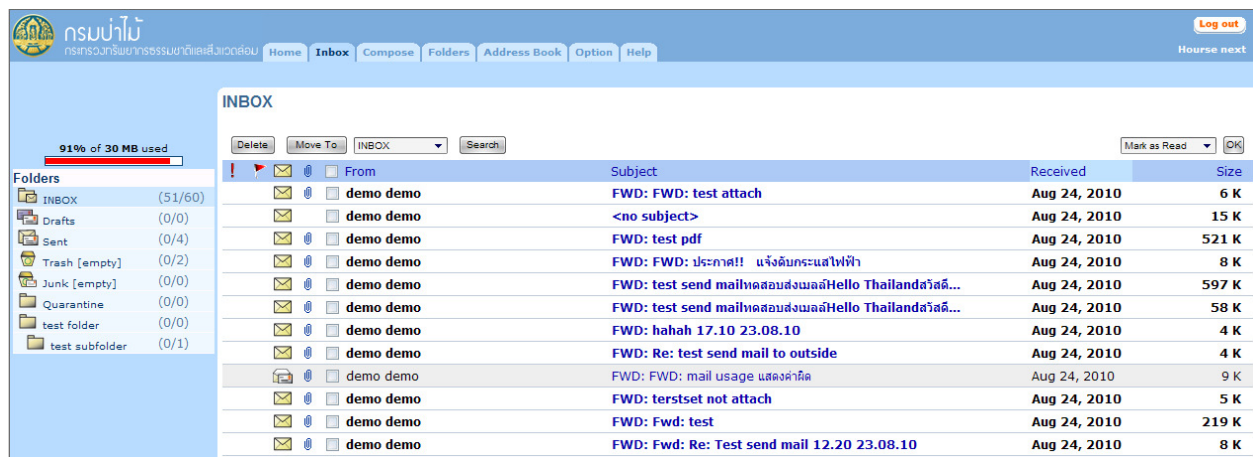 กรมป่าไม้
กระทรวงทรัพยากรธรรมชาติและสิ่งแวดล้อม
Home Inbox Compose Folders Address Book Option Help
Log out
Hourse next
INBOX
91% of 30 MB used
Delete Move To INBOX Search Mark as Read OK
Folders
INBOX (51/60)
Drafts (0/0)
Sent (0/4)
Trash [empty] (0/2)
Junk [empty] (0/0)
Quarantine (0/0)
test folder (0/0)
test subfolder (0/1)
! From Subject Received Size
demo demo FWD: FWD: test attach Aug 24, 2010 6 K
demo demo <no subject> Aug 24, 2010 15 K
demo demo FWD: test pdf Aug 24, 2010 521 K
demo demo FWD: FWD: ประกาศ!! แจ้งดับกระแสไฟฟ้า Aug 24, 2010 8 K
demo demo FWD: test send mailทดสอบส่งเมลล์Hello Thailandสวัสดี... Aug 24, 2010 597 K
demo demo FWD: test send mailทดสอบส่งเมลล์Hello Thailandสวัสดี... Aug 24, 2010 58 K
demo demo FWD: hahah 17.10 23.08.10 Aug 24, 2010 4 K
demo demo FWD: Re: test send mail to outside Aug 24, 2010 4 K
demo demo FWD: FWD: mail usage แสดงค่าผิด Aug 24, 2010 9 K
demo demo FWD: terstset not attach Aug 24, 2010 5 K
demo demo FWD: Fwd: test Aug 24, 2010 219 K
demo demo FWD: Fwd: Re: Test send mail 12.20 23.08.10 Aug 24, 2010 8 K